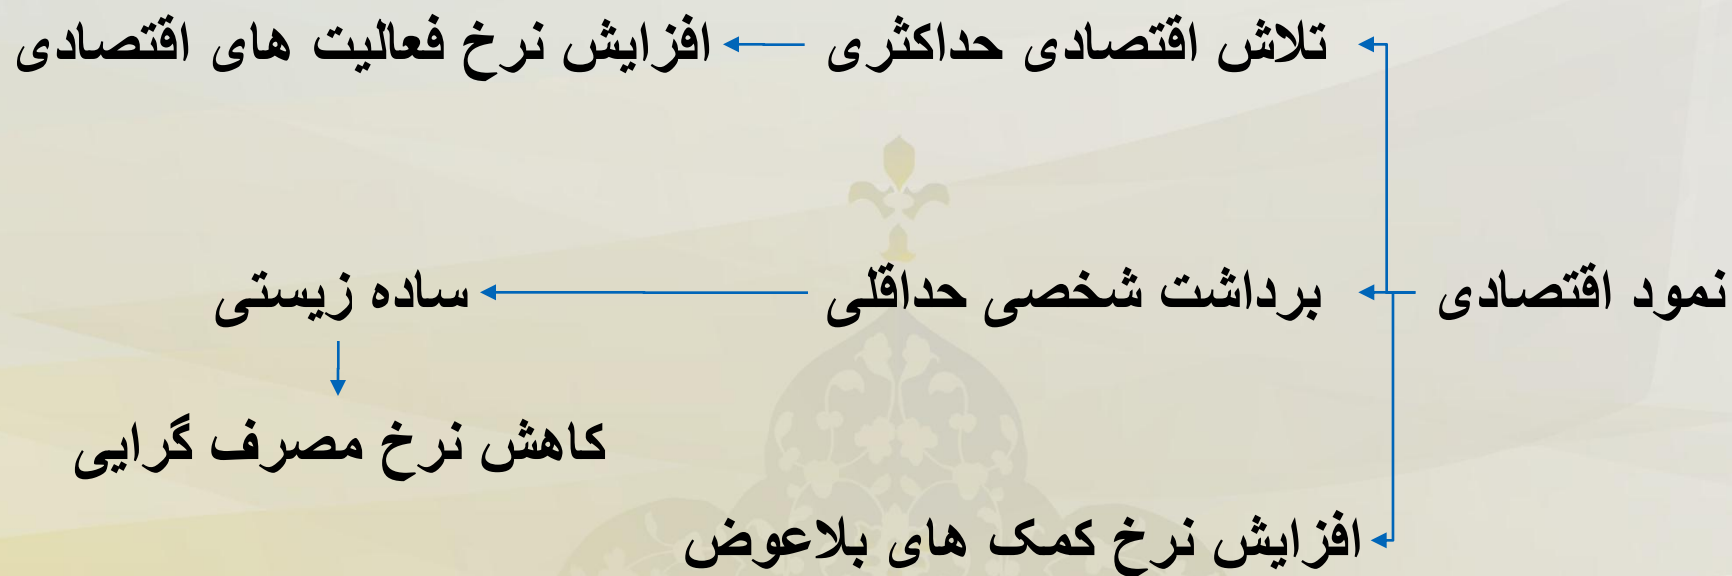 تلاش اقتصادی حداکثری
افزایش نرخ فعالیت های اقتصادی
نمود اقتصادی
برداشت شخصی حداقلی
ساده زیستی
کاهش نرخ مصرف گرایی
افزایش نرخ کمک های بلاعوض